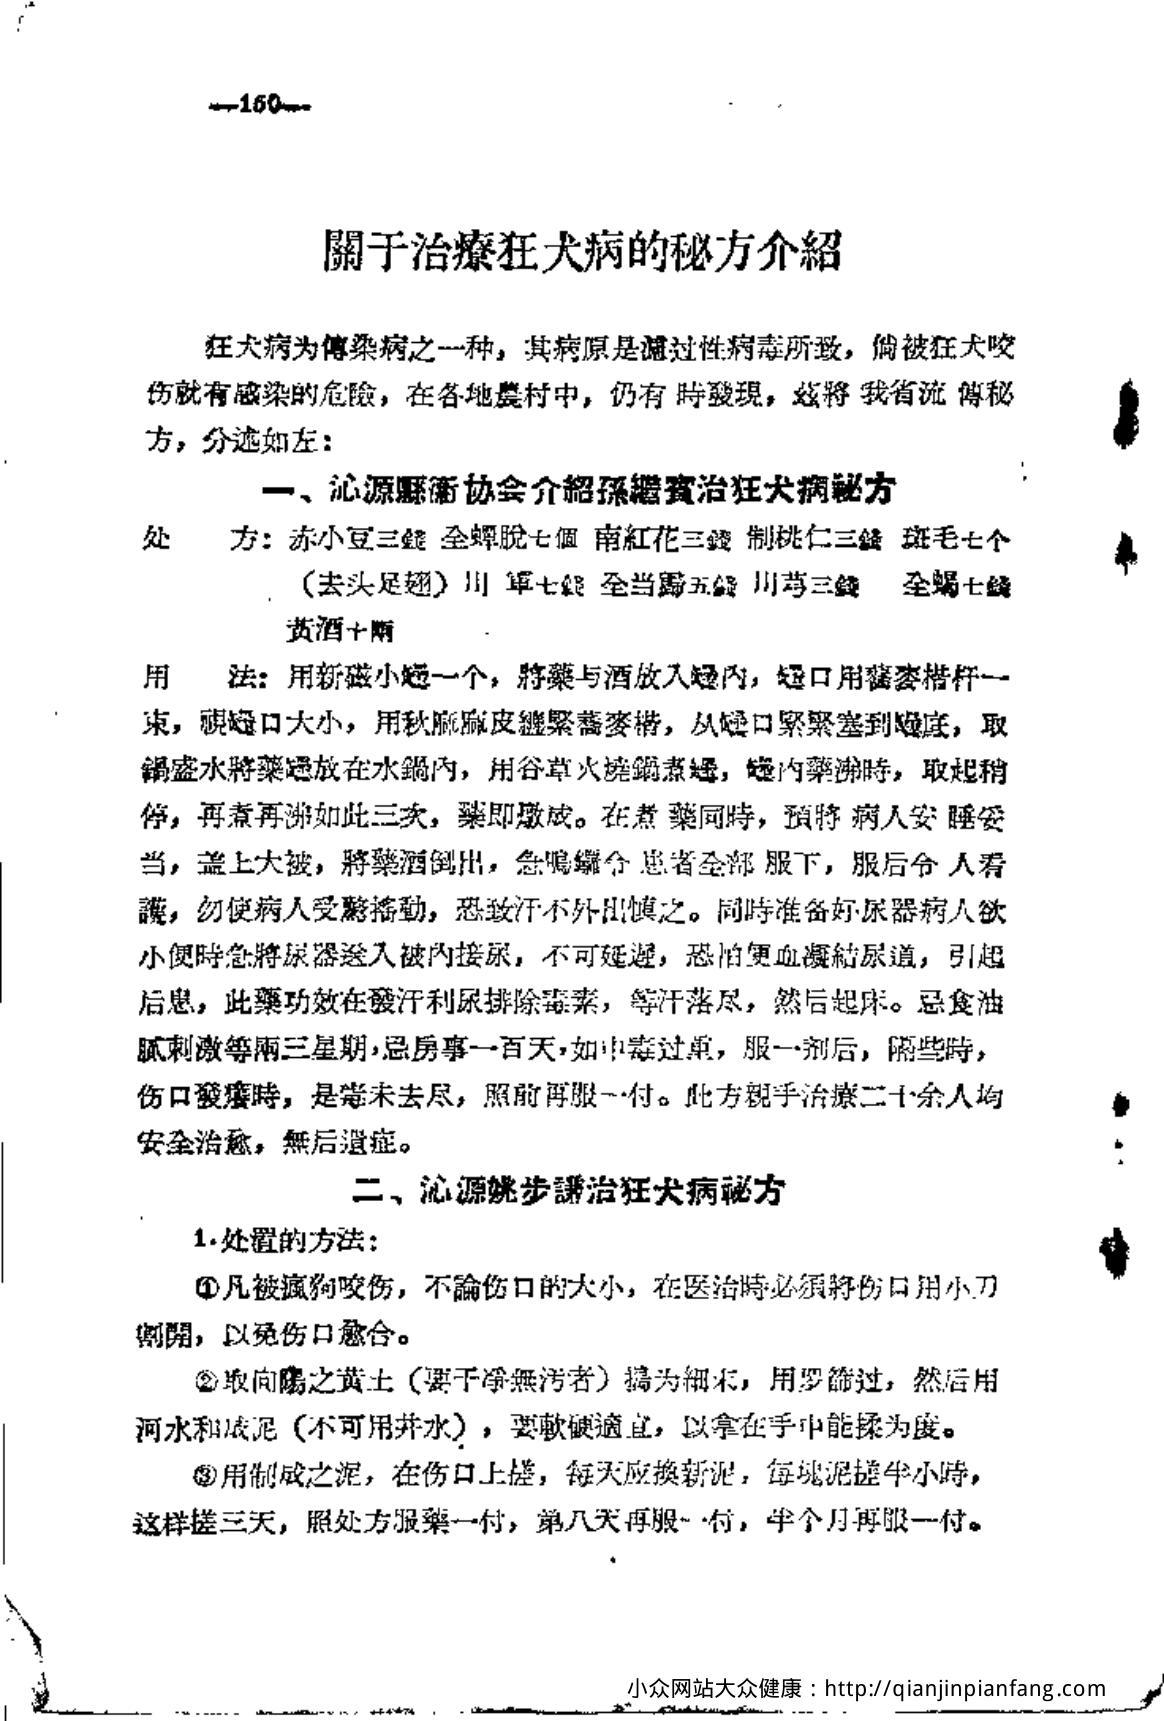 —160—
關于治療狂犬病的秘方介紹
狂犬病为傳染病之一种，其病原是濾过性病毒所致，倘被狂犬咬
伤就有感染的危險，在各地農村中，仍有時發現，茲將我省流傳秘
方，分述如左：
一、沁源縣衞协会介紹孫繼賓治狂犬病祕方
处　　方：赤小豆三錢 全蟬脫七個 南紅花三錢 制桃仁三錢 斑毛七个
（去头足翅）川軍七錢 全当歸五錢 川芎三錢 全蝎七錢
黃酒十兩
用　　法：用新磁小罈一个，將藥与酒放入罈內，罈口用蕎麥楷杆一
束，視罈口大小，用秋麻麻皮纏緊蕎麥楷，从罈口緊緊塞到罈底，取
鍋盛水將藥罈放在水鍋內，用谷草火燒鍋煮罈，罈內藥沸時，取起稍
停，再煮再沸如此三次，藥即墩成。在煮藥同時，預將病人安睡妥
当，盖上大被，將藥酒倒出，急鳴鑼令患者全部服下，服后令人看
護，勿使病人受驚搖動，恐致汗不外出慎之。同時准备好尿器病人欲
小便時急將尿器送入被內接尿，不可延遲，恐怕便血凝結尿道，引起
后患，此藥功效在發汗利尿排除毒素，等汗落尽，然后起床。忌食油
膩刺激等兩三星期，忌房事一百天，如中毒过重，服一剂后，隔些時，
伤口發癢時，是毒未去尽，照前再服一付。此方親手治療二十余人均
安全治愈，無后遺症。
二、沁源姚步謙治狂犬病祕方
1.处置的方法：
①凡被瘋狗咬伤，不論伤口的大小，在医治時必須將伤口用小刀
割開，以免伤口愈合。
②取向陽之黃土（要干净無污者）搗为細末，用罗篩过，然后用
河水和成泥（不可用井水），要軟硬適宜，以拿在手中能揉为度。
③用制成之泥，在伤口上搓，每天应換新泥，每塊泥搓半小時，
这样搓三天，照处方服藥一付，第八天再服一付，半个月再服一付。
小众网站大众健康：http://qianjinpianfang.com